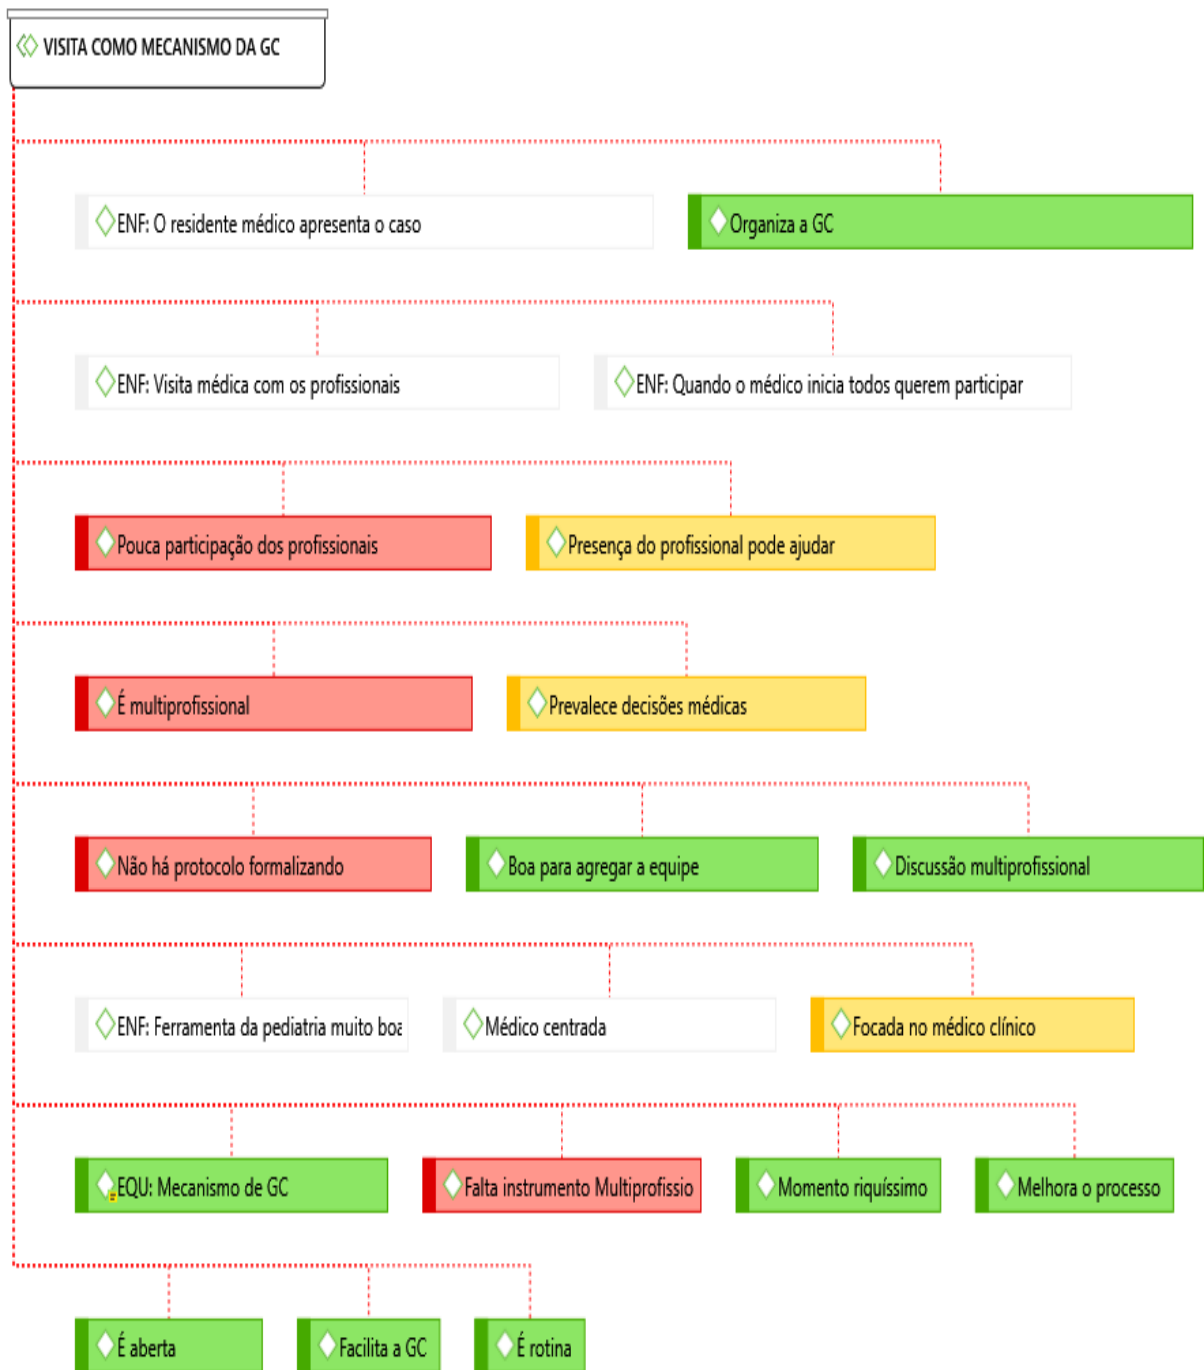 VISITA COMO MECANISMO DA GC
ENF: O residente médico apresenta o caso
Organiza a GC
ENF: Visita médica com os profissionais
ENF: Quando o médico inicia todos querem participar
Pouca participação dos profissionais
Presença do profissional pode ajudar
É multiprofissional
Prevalece decisões médicas
Não há protocolo formalizando
Boa para agregar a equipe
Discussão multiprofissional
ENF: Ferramenta da pediatria muito boa
Médico centrada
Focada no médico clínico
EQU: Mecanismo de GC
Falta instrumento Multiprofissio
Momento riquíssimo
Melhora o processo
É aberta
Facilita a GC
É rotina